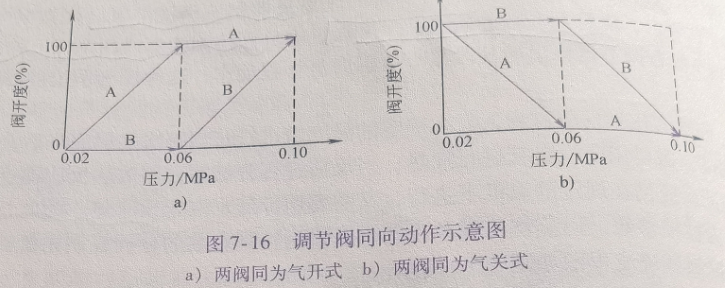 阀开度(%)
100
A
A
B
B
0
0.02
0.06
0.10
压力/MPa
a)
阀开度(%)
100
B
A
B
A
0
0.02
0.06
0.10
压力/MPa
b)
图 7-16 调节阀同向动作示意图
a) 两阀同为气开式 b) 两阀同为气关式